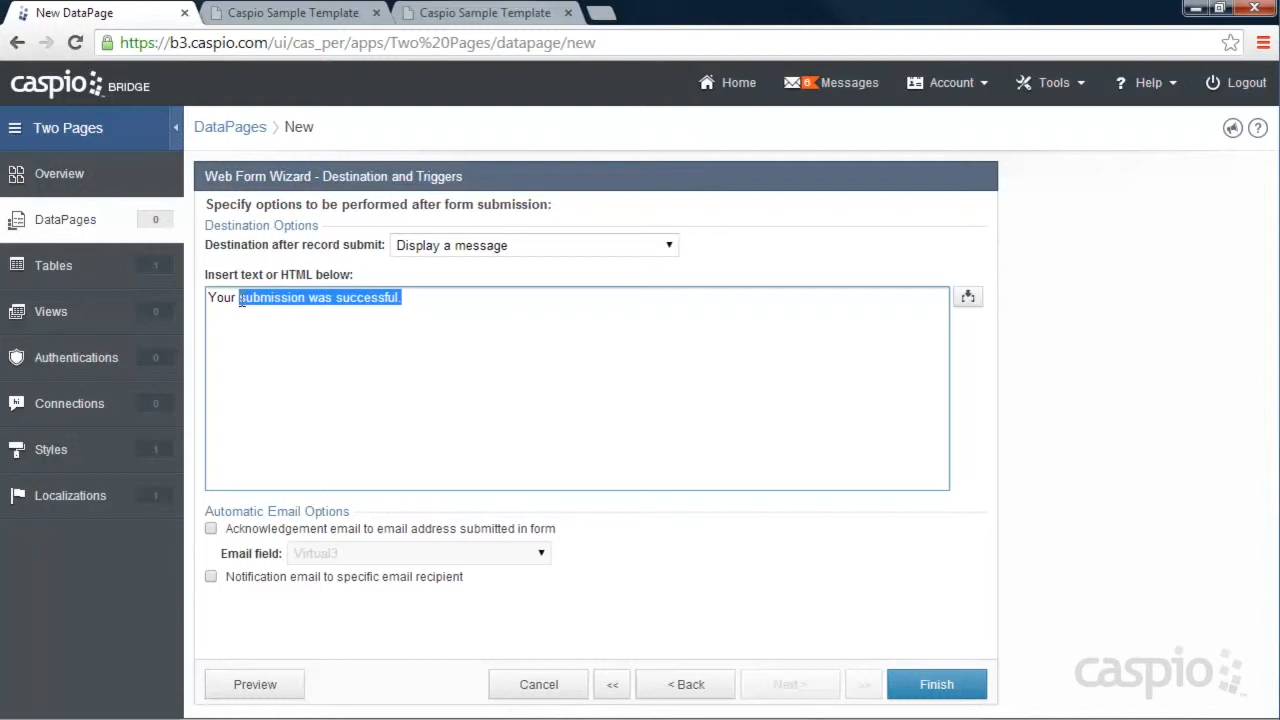 New DataPage
Caspio Sample Template
Caspio Sample Template
https://b3.caspio.com/ui/cas_per/apps/Two%20Pages/datapage/new
caspio BRIDGE
Home
6 Messages
Account
Tools
? Help
Logout
Two Pages
DataPages New
?
Overview
DataPages 0
Tables 1
Views 0
Authentications 0
Connections 0
Styles 1
Localizations 1
Web Form Wizard - Destination and Triggers
Specify options to be performed after form submission:
Destination Options
Destination after record submit: Display a message
Insert text or HTML below:
Your submission was successful.
Automatic Email Options
Acknowledgement email to email address submitted in form
Email field: Virtual3
Notification email to specific email recipient
Preview
Cancel
<<
< Back
Next >
>>
Finish
caspio